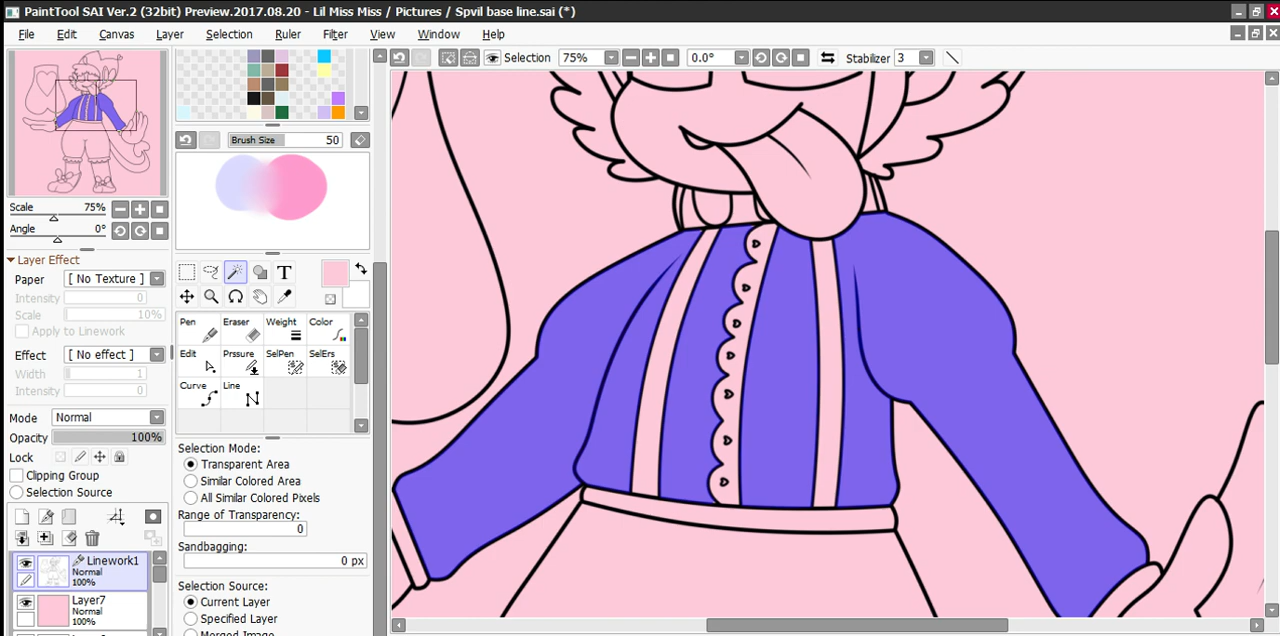 PaintTool SAI Ver.2 (32bit) Preview.2017.08.20 - Lil Miss Miss / Pictures / Spvil base line.sai (*)
File Edit Canvas Layer Selection Ruler Filter View Window Help
Selection 75% 0.0° Stabilizer 3
Brush Size 50
Scale 75%
Angle 0°
Layer Effect
Paper [ No Texture ]
Intensity 0
Scale 10%
Apply to Linework
Effect [ No effect ]
Width 1
Intensity 0
Mode Normal
Opacity 100%
Lock
Clipping Group
Selection Source
Linework1
Normal
100%
Layer7
Normal
100%
T
Pen Eraser Weight Color
Edit Prssure SelPen SelErs
Curve Line
Selection Mode:
Transparent Area
Similar Colored Area
All Similar Colored Pixels
Range of Transparency:
0
Sandbagging:
0 px
Selection Source:
Current Layer
Specified Layer
Merged Image